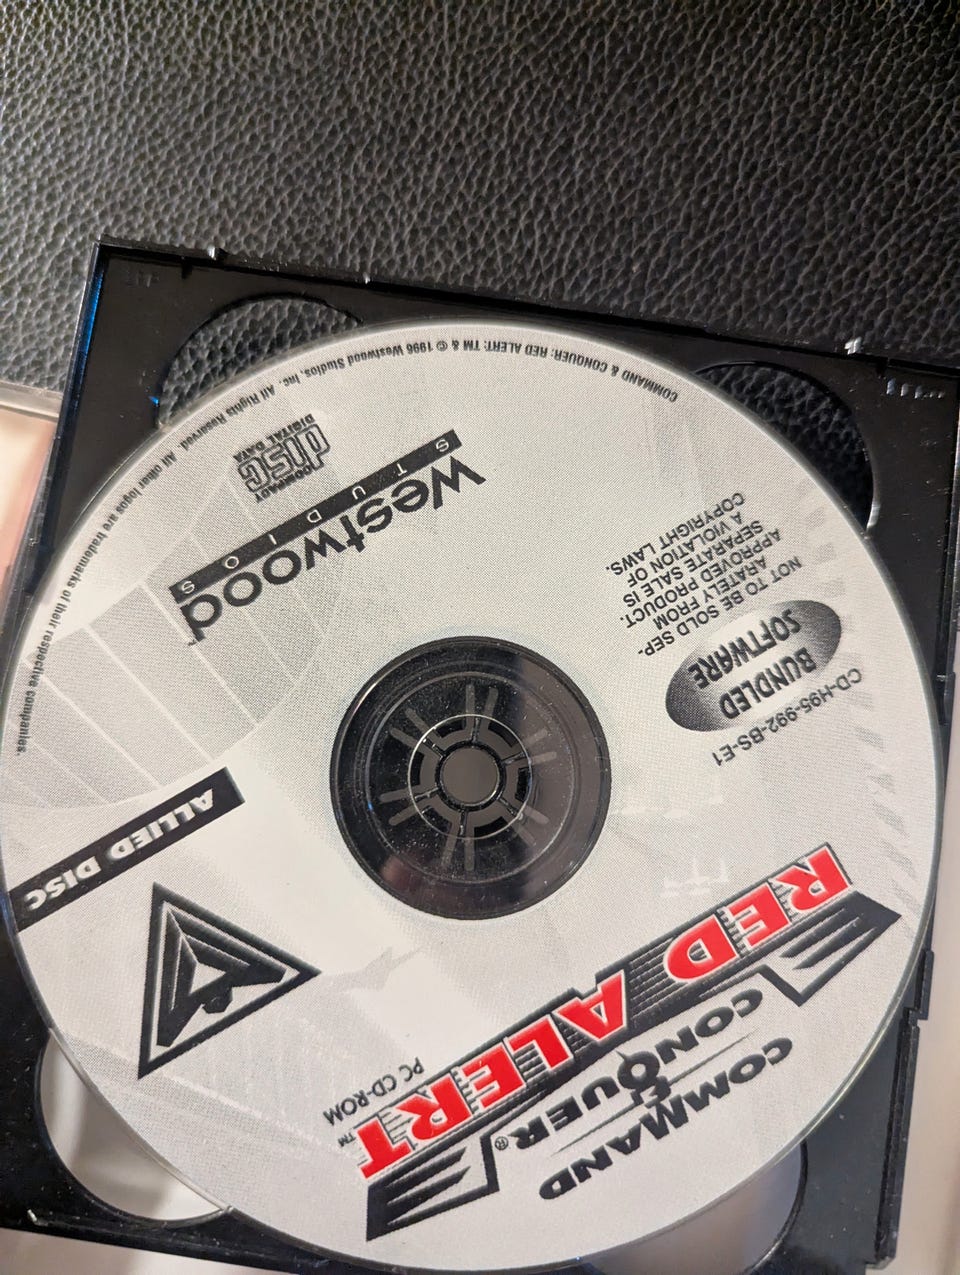 COMMAND
&
CONQUER®
RED ALERT™
PC CD-ROM
ALLIED DISC
CD-H95-992-BS-E1
BUNDLED
SOFTWARE
NOT TO BE SOLD SEP-
ARATELY FROM
APPROVED PRODUCT.
SEPARATE SALE IS
A VIOLATION OF
COPYRIGHT LAWS.
Westwood™
STUDIOS
COMPACT
disc
DIGITAL DATA
COMMAND & CONQUER: RED ALERT: TM & © 1996 Westwood Studios, Inc. All Rights Reserved. All other logos are trademarks of their respective companies.